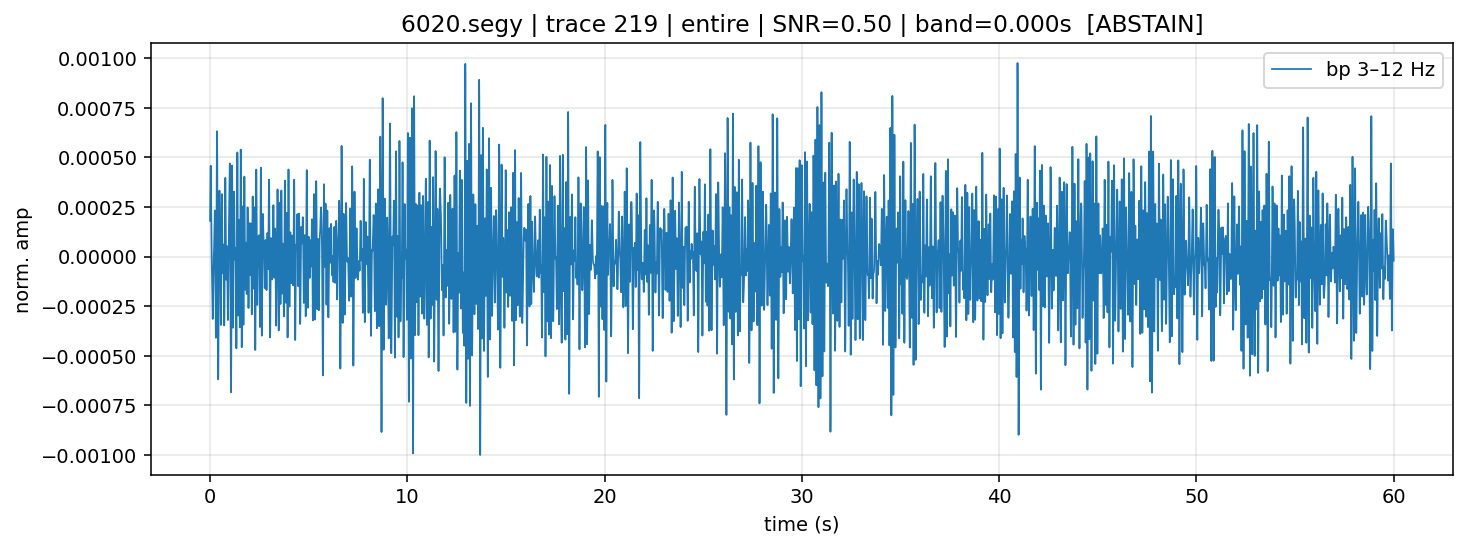 6020.segy | trace 219 | entire | SNR=0.50 | band=0.000s  [ABSTAIN]
bp 3–12 Hz
norm. amp
0.00100
0.00075
0.00050
0.00025
0.00000
−0.00025
−0.00050
−0.00075
−0.00100
0 10 20 30 40 50 60
time (s)